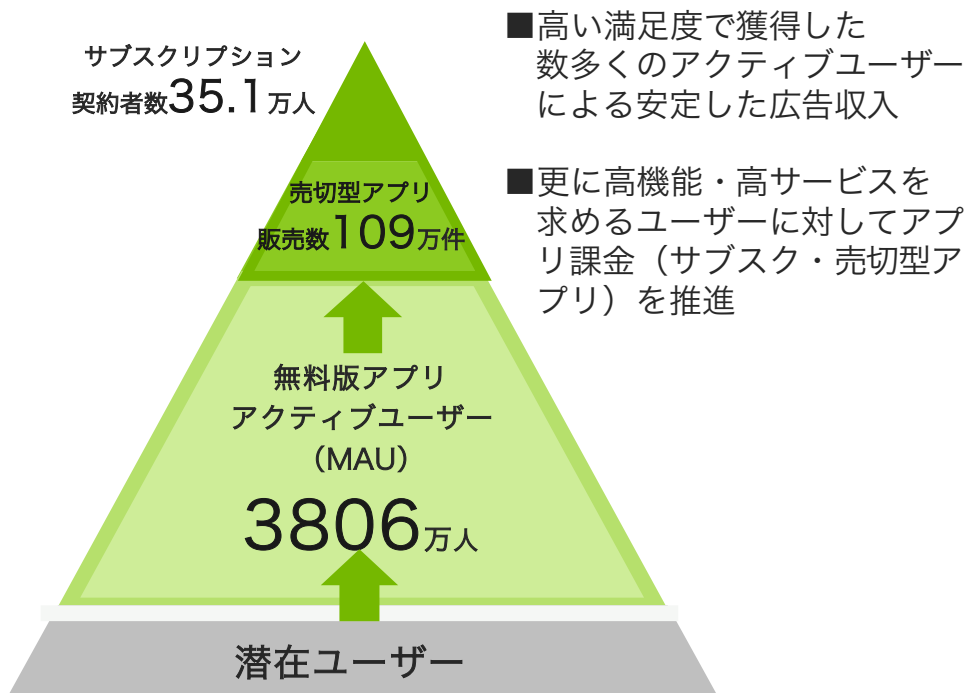 サブスクリプション
契約者数35.1万人
売切型アプリ
販売数109万件
無料版アプリ
アクティブユーザー
（MAU）
3806万人
潜在ユーザー
■高い満足度で獲得した
数多くのアクティブユーザー
による安定した広告収入
■更に高機能・高サービスを
求めるユーザーに対してアプ
リ課金（サブスク・売切型ア
プリ）を推進